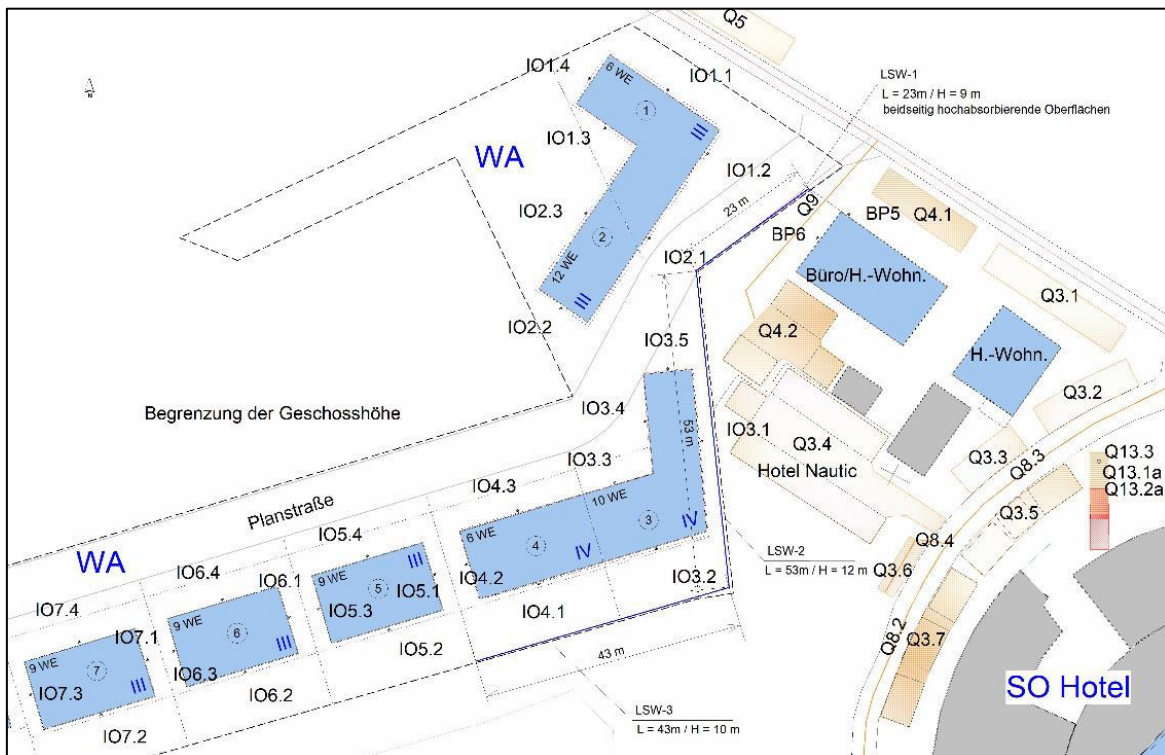 Q5
IO1.4
6 WE
IO1.1
LSW-1
L = 23m / H = 9 m
beidseitig hochabsorbierende Oberflächen
1
III
IO1.3
WA
IO1.2
23 m
Q9
BP5
Q4.1
BP6
IO2.3
2
12 WE
III
IO2.1
Büro/H.-Wohn.
Q3.1
IO2.2
Q4.2
H.-Wohn.
IO3.5
Q3.2
Begrenzung der Geschosshöhe
IO3.4
53 m
IO3.1
Q3.4
Hotel Nautic
Q3.3
Q8.3
Q13.3
Q13.1a
Q13.2a
IO3.3
IO4.3
10 WE
3
IV
Planstraße
Q3.5
Q8.4
WA
IO5.4
III
6 WE
4
IV
LSW-2
L = 53m / H = 12 m
IO6.4
IO6.1
9 WE
5
IO5.1
IO5.3
IO4.2
IO3.2
Q3.6
IO7.4
IO4.1
IO7.1
9 WE
6
III
IO5.2
Q8.2
Q3.7
9 WE
7
IO6.3
43 m
IO7.3
III
IO6.2
SO Hotel
IO7.2
LSW-3
L = 43m / H = 10 m